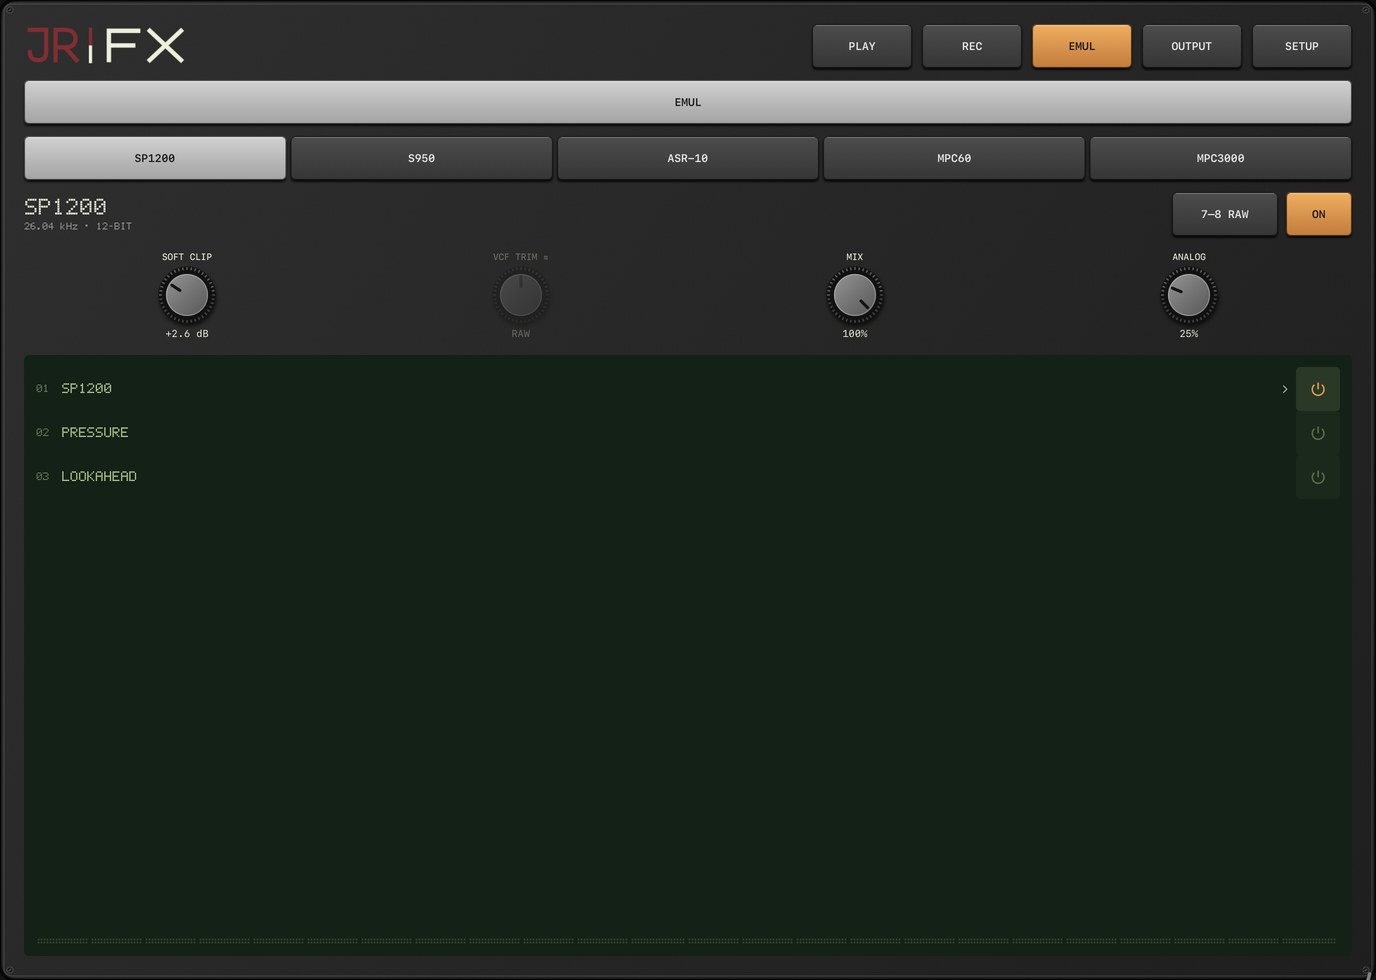 JRiFX
PLAY REC EMUL OUTPUT SETUP
EMUL
SP1200 S950 ASR-10 MPC60 MPC3000
SP1200
26.04 kHz • 12-BIT
7–8 RAW ON
SOFT CLIP VCF TRIM = MIX ANALOG
+2.6 dB RAW 100% 25%
01 SP1200 >
02 PRESSURE
03 LOOKAHEAD